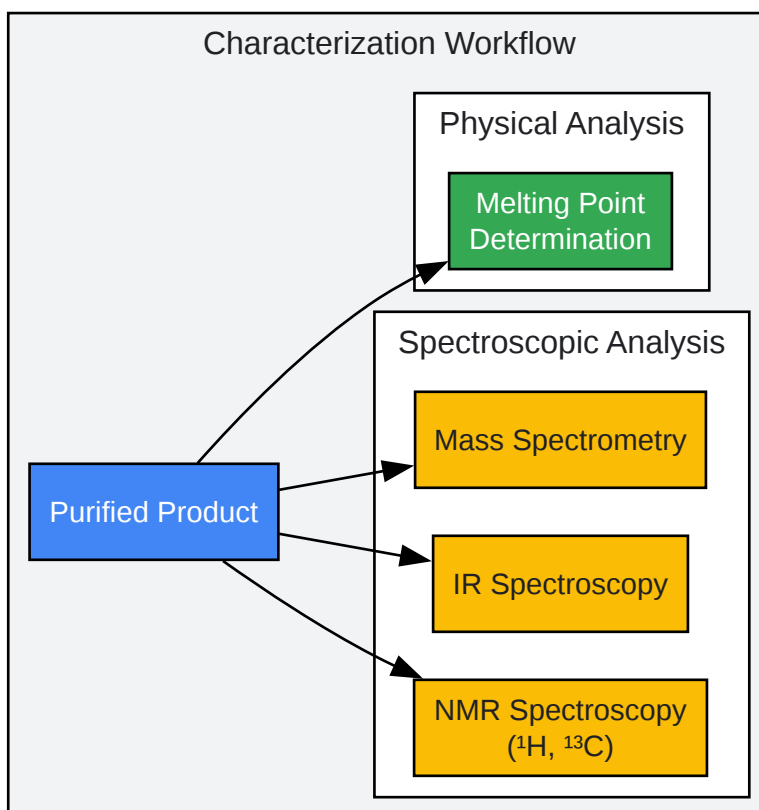 Characterization Workflow
Physical Analysis
Melting Point
Determination
Spectroscopic Analysis
Mass Spectrometry
Purified Product
IR Spectroscopy
NMR Spectroscopy
(¹H, ¹³C)